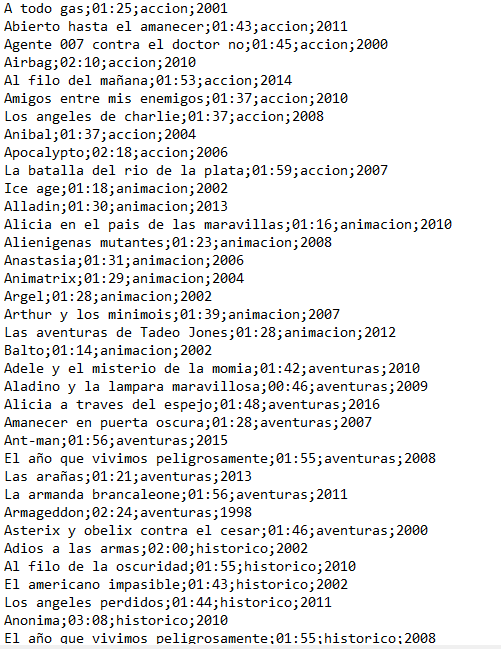 A todo gas;01:25;accion;2001
Abierto hasta el amanecer;01:43;accion;2011
Agente 007 contra el doctor no;01:45;accion;2000
Airbag;02:10;accion;2010
Al filo del mañana;01:53;accion;2014
Amigos entre mis enemigos;01:37;accion;2010
Los angeles de charlie;01:37;accion;2008
Anibal;01:37;accion;2004
Apocalypto;02:18;accion;2006
La batalla del rio de la plata;01:59;accion;2007
Ice age;01:18;animacion;2002
Alladin;01:30;animacion;2013
Alicia en el pais de las maravillas;01:16;animacion;2010
Alienigenas mutantes;01:23;animacion;2008
Anastasia;01:31;animacion;2006
Animatrix;01:29;animacion;2004
Argel;01:28;animacion;2002
Arthur y los minimois;01:39;animacion;2007
Las aventuras de Tadeo Jones;01:28;animacion;2012
Balto;01:14;animacion;2002
Adele y el misterio de la momia;01:42;aventuras;2010
Aladino y la lampara maravillosa;00:46;aventuras;2009
Alicia a traves del espejo;01:48;aventuras;2016
Amanecer en puerta oscura;01:28;aventuras;2007
Ant-man;01:56;aventuras;2015
El año que vivimos peligrosamente;01:55;aventuras;2008
Las arañas;01:21;aventuras;2013
La armanda brancaleone;01:56;aventuras;2011
Armageddon;02:24;aventuras;1998
Asterix y obelix contra el cesar;01:46;aventuras;2000
Adios a las armas;02:00;historico;2002
Al filo de la oscuridad;01:55;historico;2010
El americano impasible;01:43;historico;2002
Los angeles perdidos;01:44;historico;2011
Anonima;03:08;historico;2010
El año que vivimos peligrosamente;01:55;historico;2008